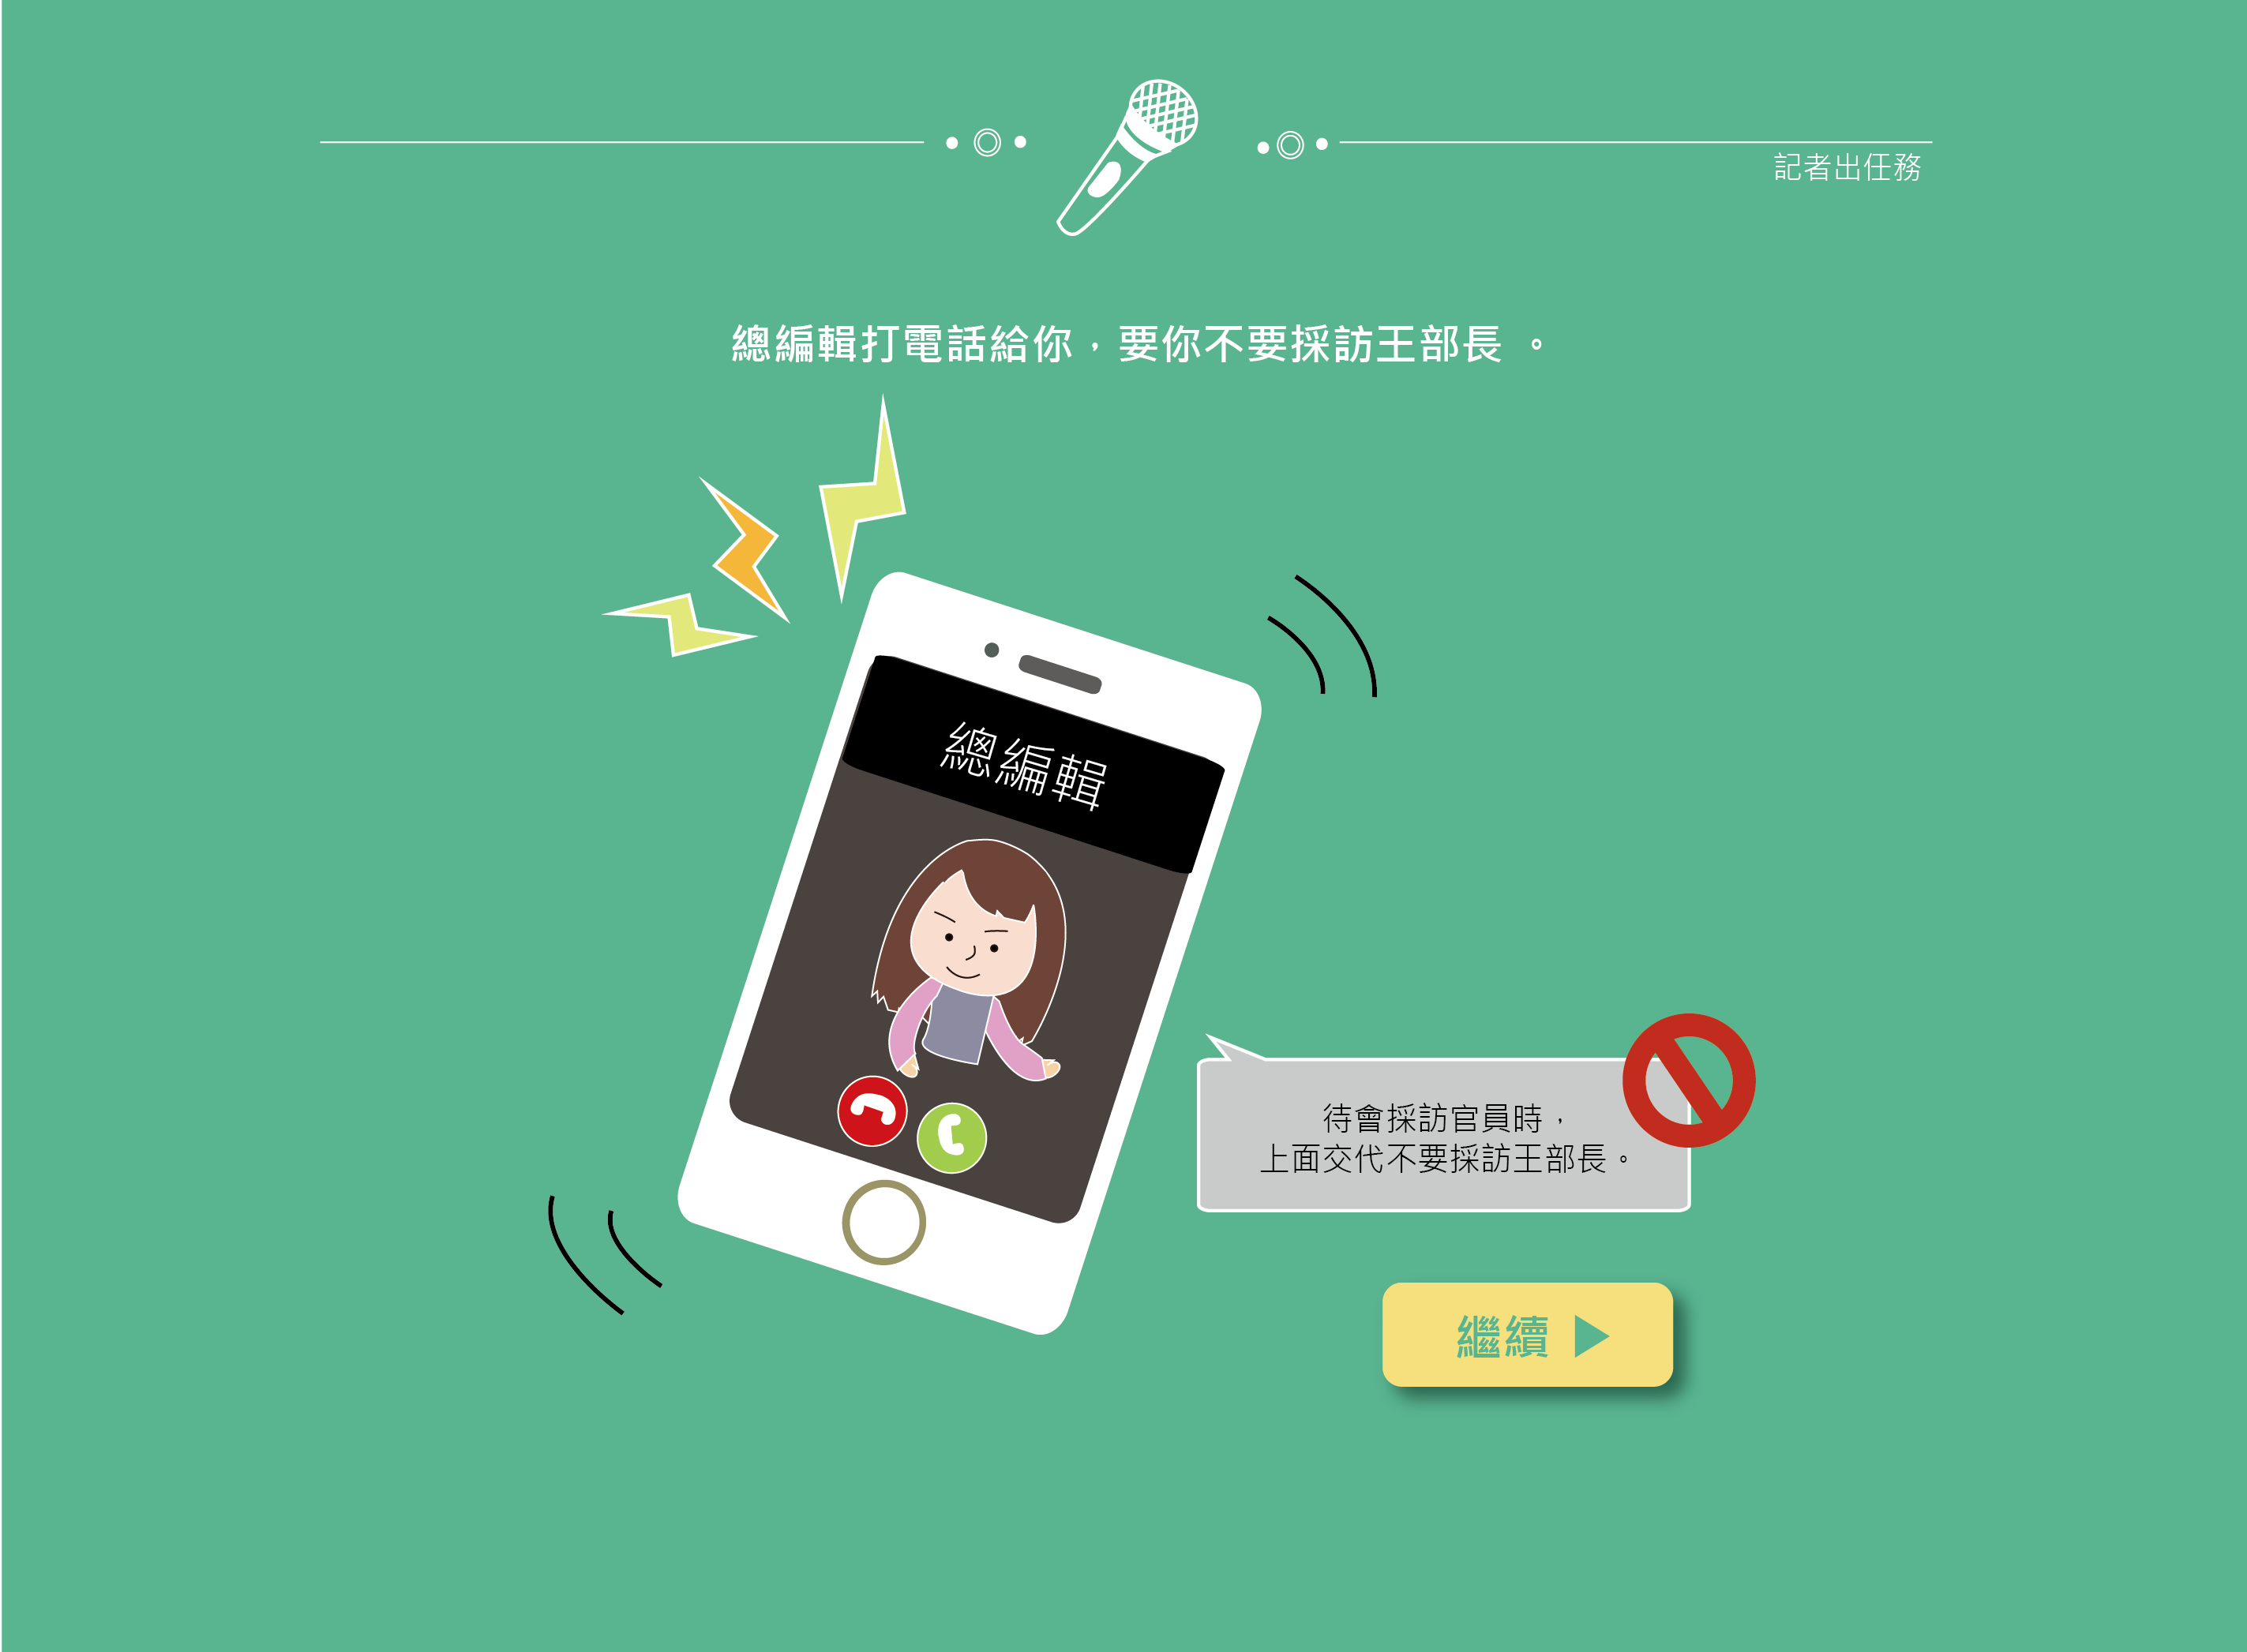 記者出任務
總編輯打電話給你，要你不要採訪王部長 。
總編輯
待會採訪官員時，
上面交代不要採訪王部長。
繼續